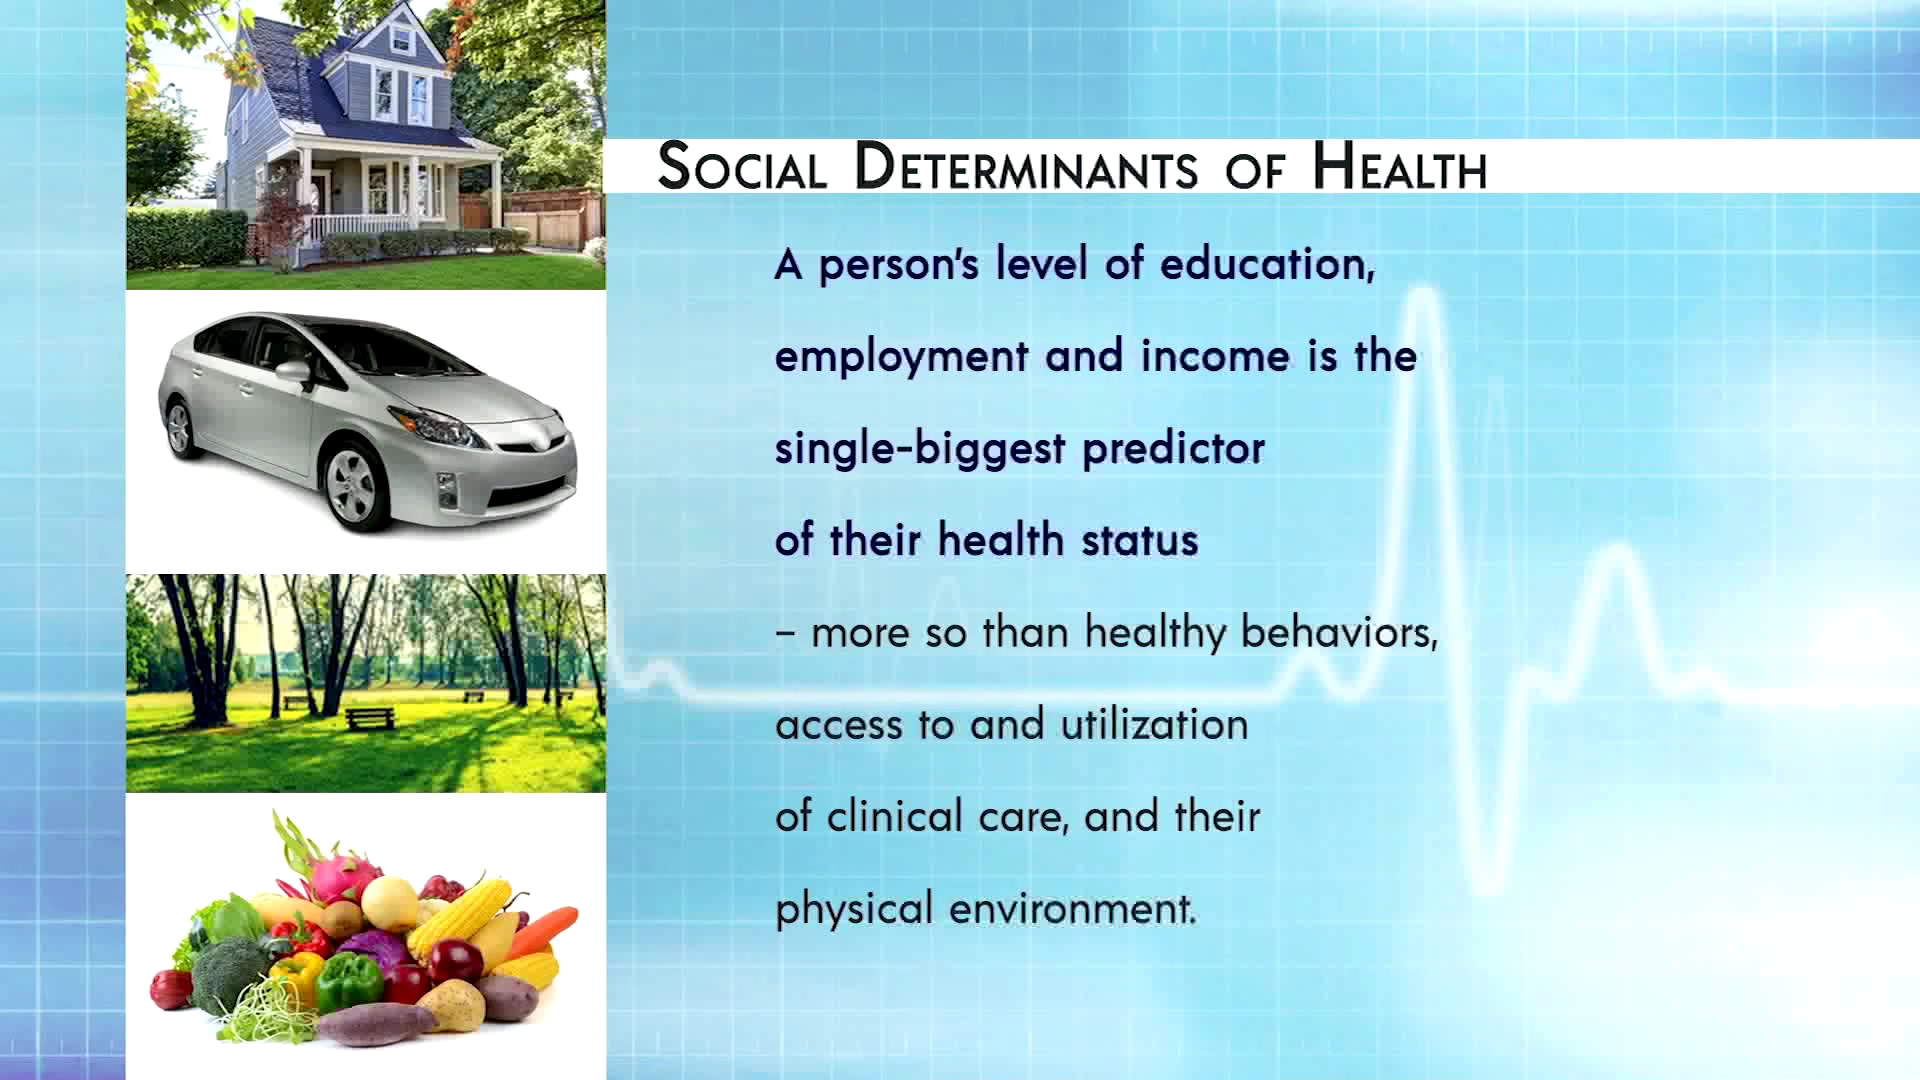 Social Determinants of Health
A person's level of education,
employment and income is the
single-biggest predictor
of their health status
– more so than healthy behaviors,
access to and utilization
of clinical care, and their
physical environment.